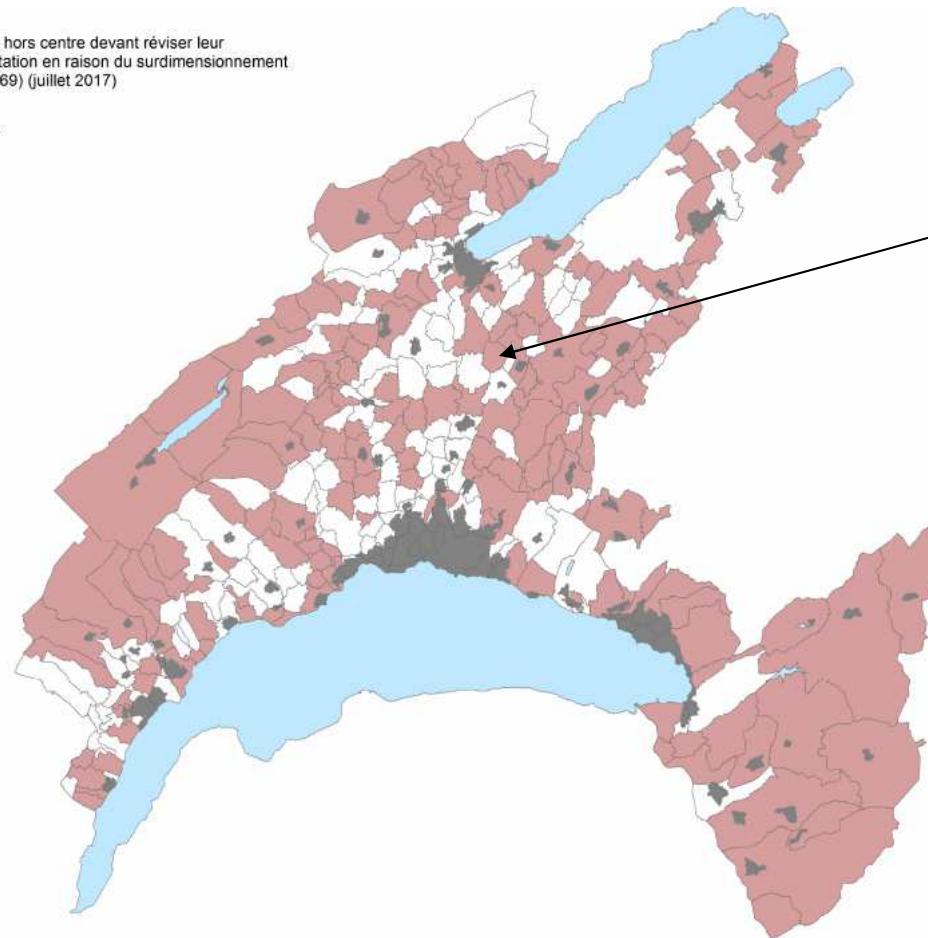 hors centre devant réviser leur
tation en raison du surdimensionnement
69) (juillet 2017)